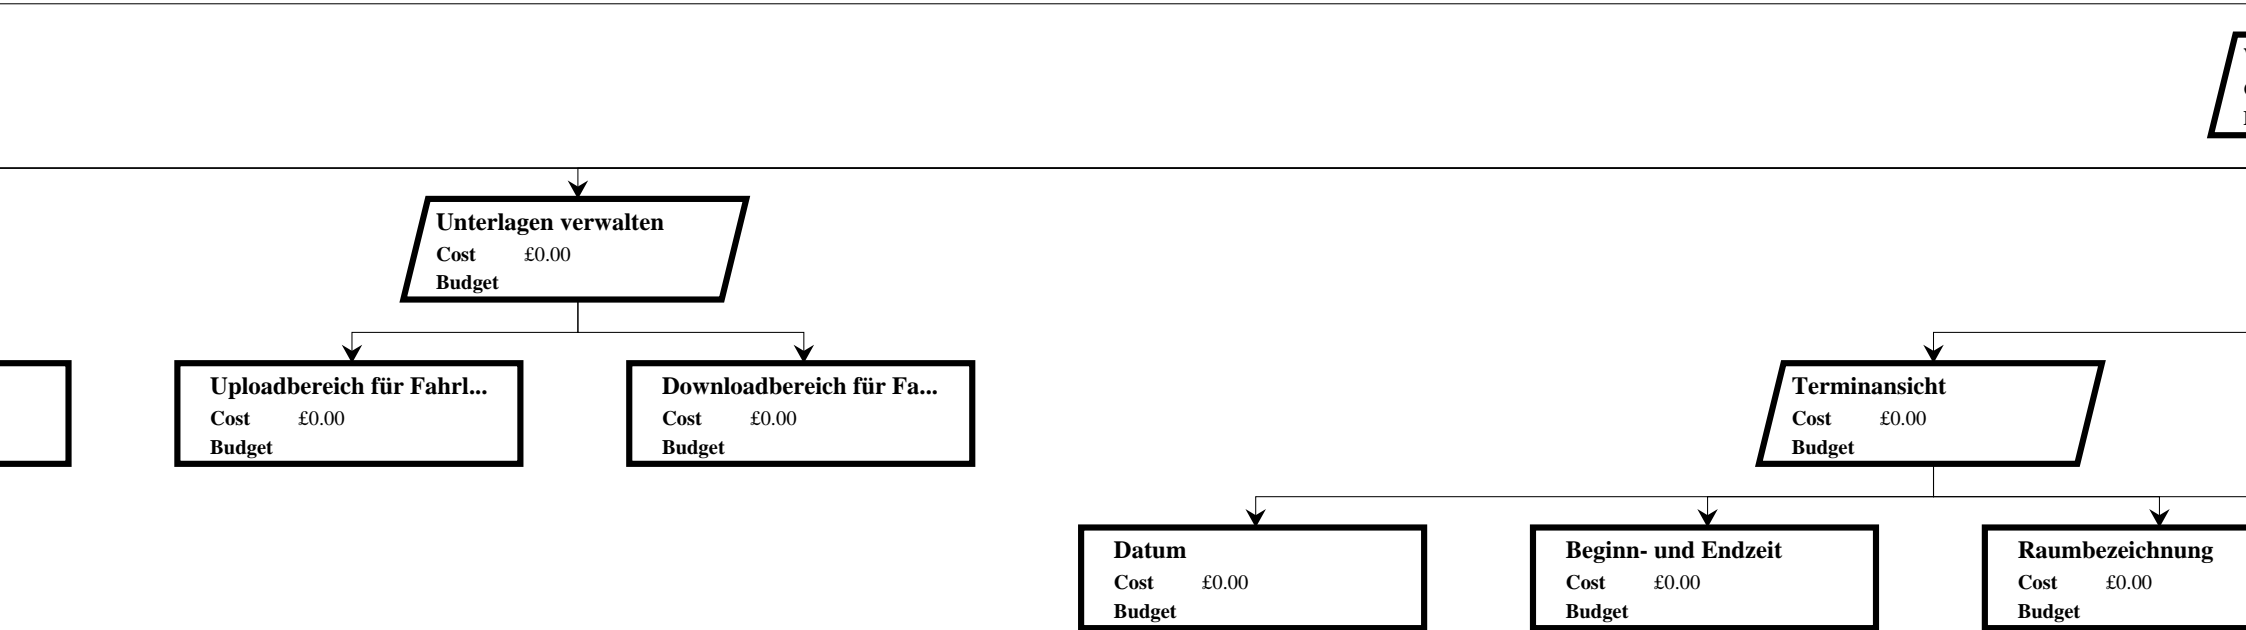 Unterlagen verwalten
Cost £0.00
Budget
Uploadbereich für Fahrl...
Cost £0.00
Budget
Downloadbereich für Fa...
Cost £0.00
Budget
Terminansicht
Cost £0.00
Budget
Datum
Cost £0.00
Budget
Beginn- und Endzeit
Cost £0.00
Budget
Raumbezeichnung
Cost £0.00
Budget